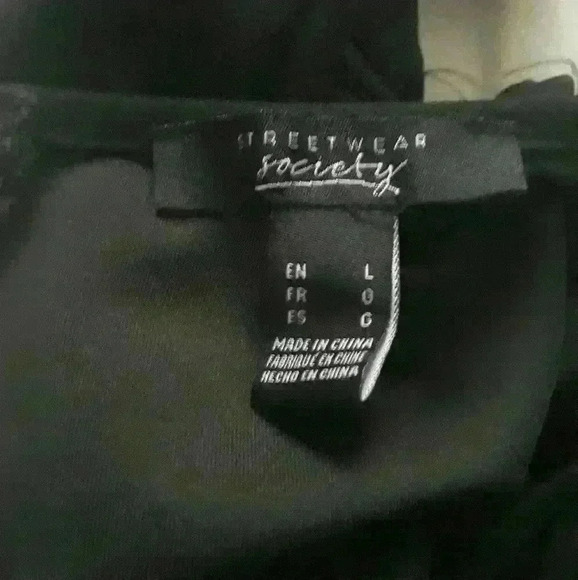 STREETWEAR
society
EN L
FR G
ES G
MADE IN CHINA
FABRIQUÉ EN CHINE
HECHO EN CHINA